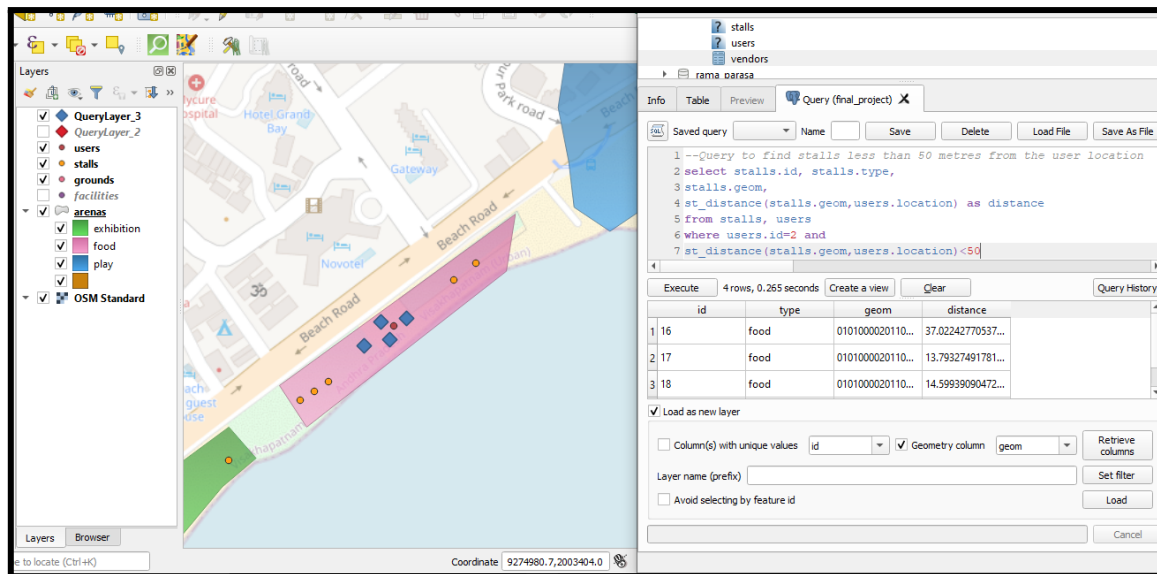 Layers
QueryLayer_3
QueryLayer_2
users
stalls
grounds
facilities
arenas
exhibition
food
play
OSM Standard
Layers
Browser
e to locate (Ctrl+K)
lycure
ospital
Hotel Grand
Bay
road
Park road
Beach
Gateway
Beach Road
Novotel
Beach Road
ॐ
each
guest
ouse
Coordinate
9274980.7,2003404.0
stalls
users
vendors
rama_parasa
Info
Table
Preview
Query (final_project)
Saved query
Name
Save
Delete
Load File
Save As File
1 --Query to find stalls less than 50 metres from the user location
2 select stalls.id, stalls.type,
3 stalls.geom,
4 st_distance(stalls.geom,users.location) as distance
5 from stalls, users
6 where users.id=2 and
7 st_distance(stalls.geom,users.location)<50
Execute
4 rows, 0.265 seconds
Create a view
Clear
Query History
id type geom distance
1 16 food 0101000020110... 37.02242770537...
2 17 food 0101000020110... 13.79327491781...
3 18 food 0101000020110... 14.59939090472...
Load as new layer
Column(s) with unique values
id
Geometry column
geom
Retrieve
columns
Layer name (prefix)
Set filter
Avoid selecting by feature id
Load
Cancel